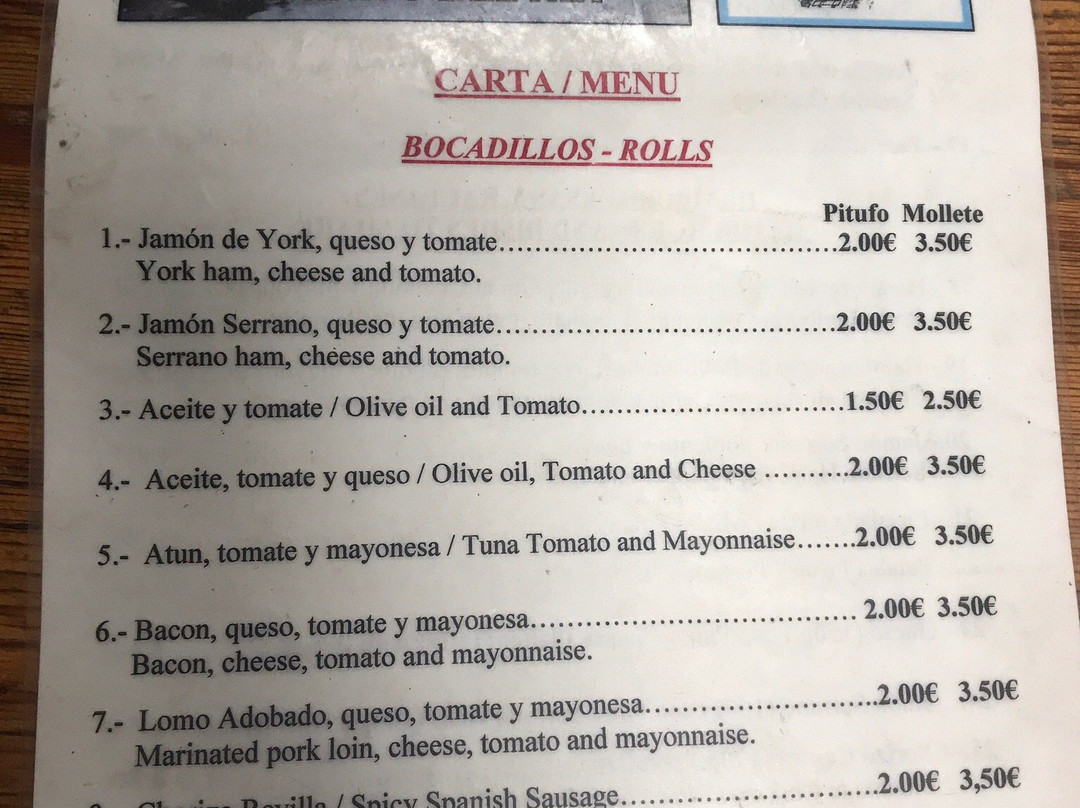 CARTA / MENU
BOCADILLOS - ROLLS
Pitufo Mollete
1.- Jamón de York, queso y tomate……………………………………2.00€ 3.50€
York ham, cheese and tomato.
2.- Jamón Serrano, queso y tomate……………………………………2.00€ 3.50€
Serrano ham, cheese and tomato.
3.- Aceite y tomate / Olive oil and Tomato…………………………1.50€ 2.50€
4.- Aceite, tomate y queso / Olive oil, Tomato and Cheese ……….2.00€ 3.50€
5.- Atun, tomate y mayonesa / Tuna Tomato and Mayonnaise…….2.00€ 3.50€
6.- Bacon, queso, tomate y mayonesa………………………………… 2.00€ 3.50€
Bacon, cheese, tomato and mayonnaise.
7.- Lomo Adobado, queso, tomate y mayonesa………………………..2.00€ 3.50€
Marinated pork loin, cheese, tomato and mayonnaise.
/ Spicy Spanish Sausage…………………………2.00€ 3,50€